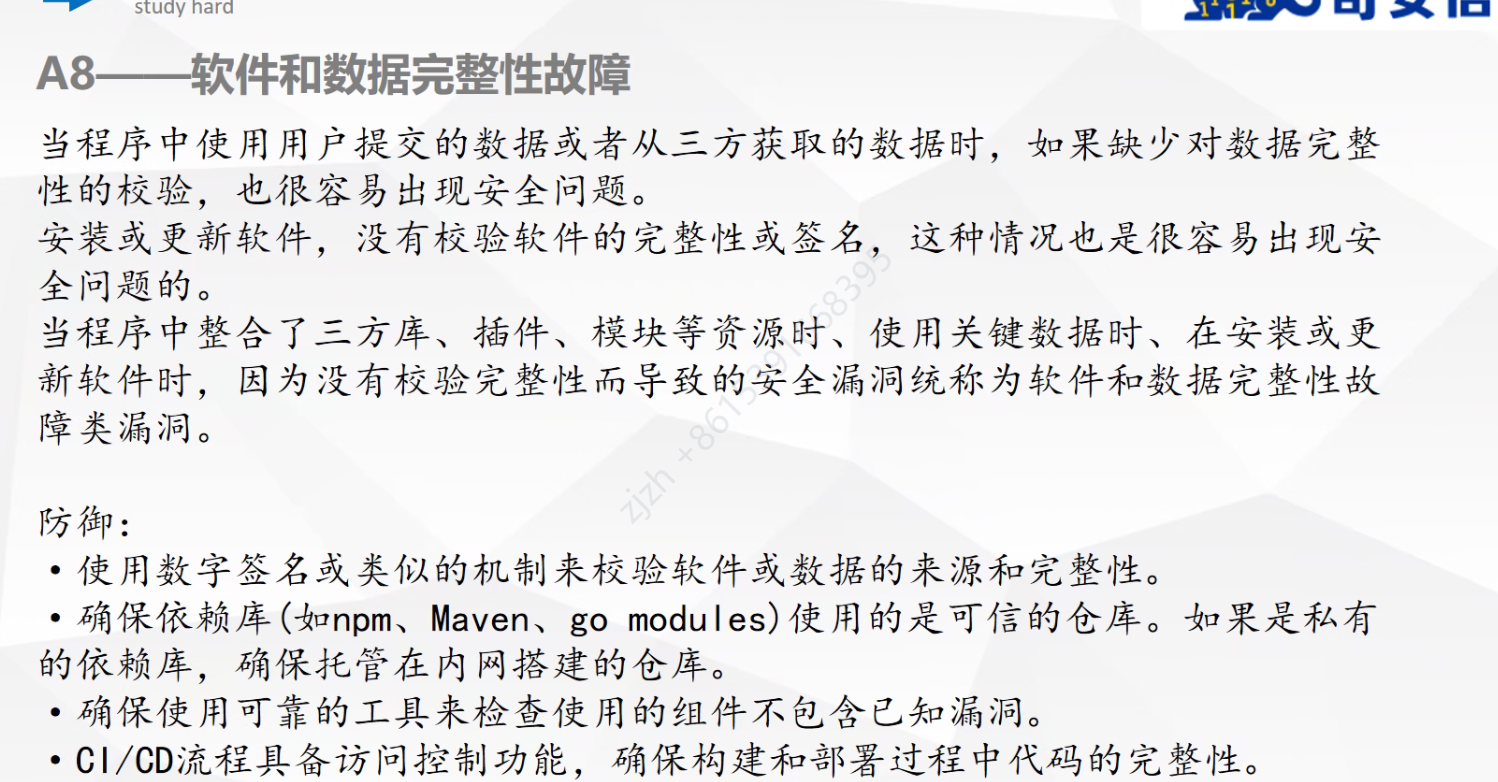 study hard
奇安信
A8——软件和数据完整性故障
当程序中使用用户提交的数据或者从三方获取的数据时，如果缺少对数据完整
性的校验，也很容易出现安全问题。
安装或更新软件，没有校验软件的完整性或签名，这种情况也是很容易出现安
全问题的。
当程序中整合了三方库、插件、模块等资源时、使用关键数据时、在安装或更
新软件时，因为没有校验完整性而导致的安全漏洞统称为软件和数据完整性故
障类漏洞。
防御：
•使用数字签名或类似的机制来校验软件或数据的来源和完整性。
•确保依赖库(如npm、Maven、go modules)使用的是可信的仓库。如果是私有
的依赖库，确保托管在内网搭建的仓库。
•确保使用可靠的工具来检查使用的组件不包含已知漏洞。
•CI/CD流程具备访问控制功能，确保构建和部署过程中代码的完整性。
zjzh